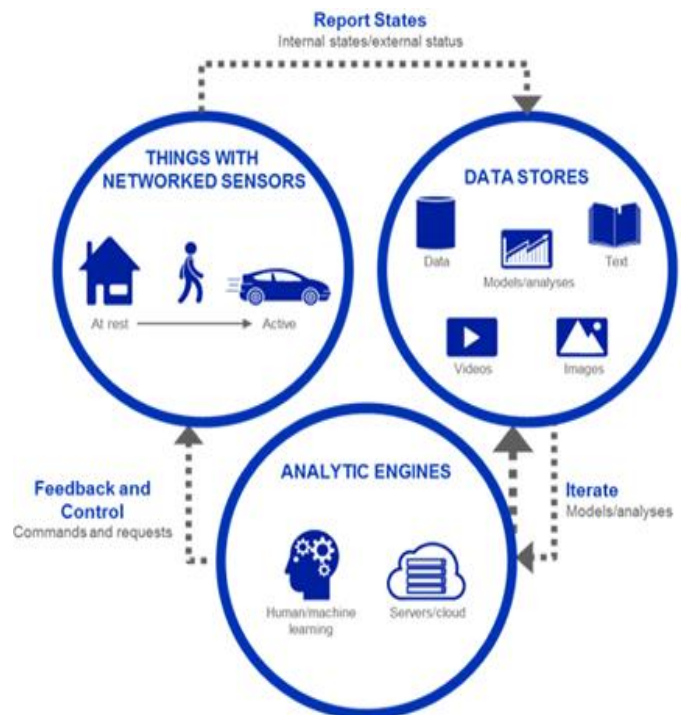 Report States
Internal states/external status
THINGS WITH
NETWORKED SENSORS
At rest
Active
DATA STORES
Data
Models/analyses
Text
Videos
Images
Feedback and
Control
Commands and requests
ANALYTIC ENGINES
Human/machine
learning
Servers/cloud
Iterate
Models/analyses